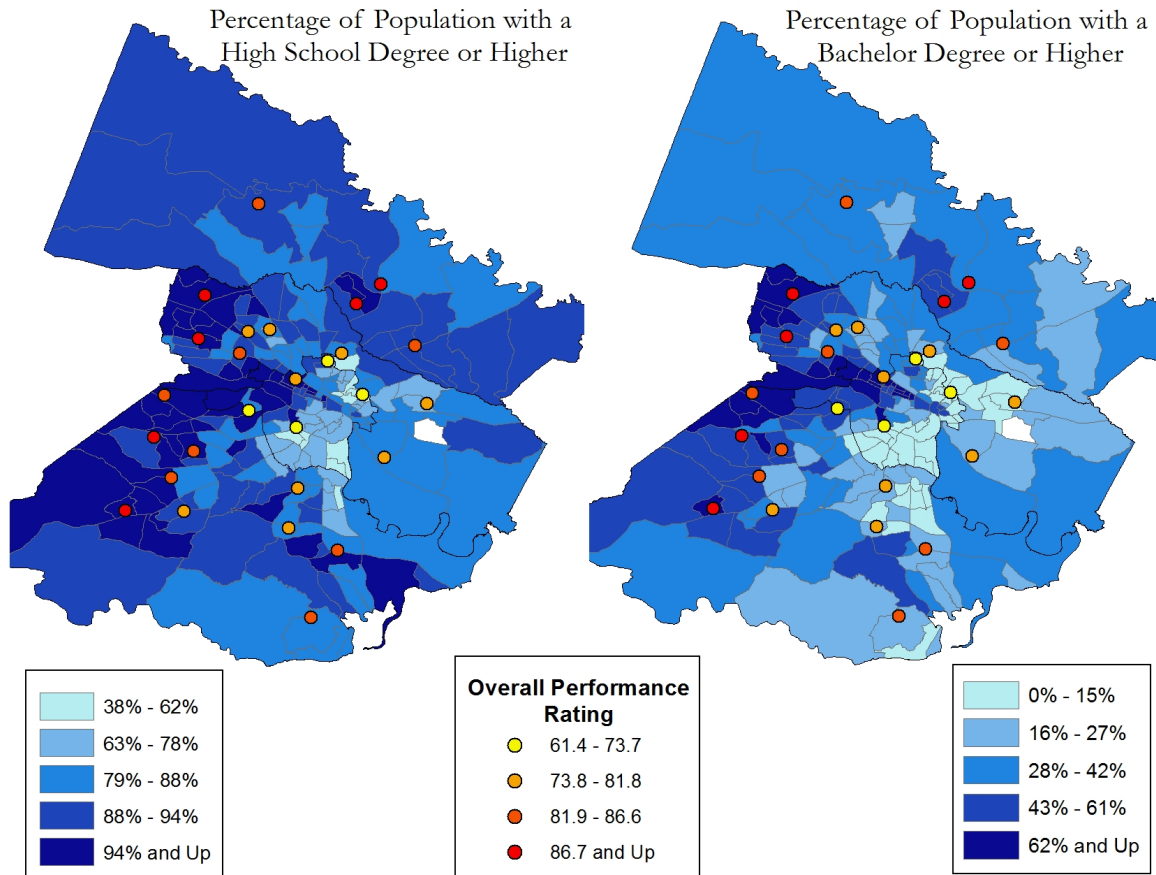 Percentage of Population with a
High School Degree or Higher
Percentage of Population with a
Bachelor Degree or Higher
38% - 62%
63% - 78%
79% - 88%
88% - 94%
94% and Up
Overall Performance
Rating
61.4 - 73.7
73.8 - 81.8
81.9 - 86.6
86.7 and Up
0% - 15%
16% - 27%
28% - 42%
43% - 61%
62% and Up